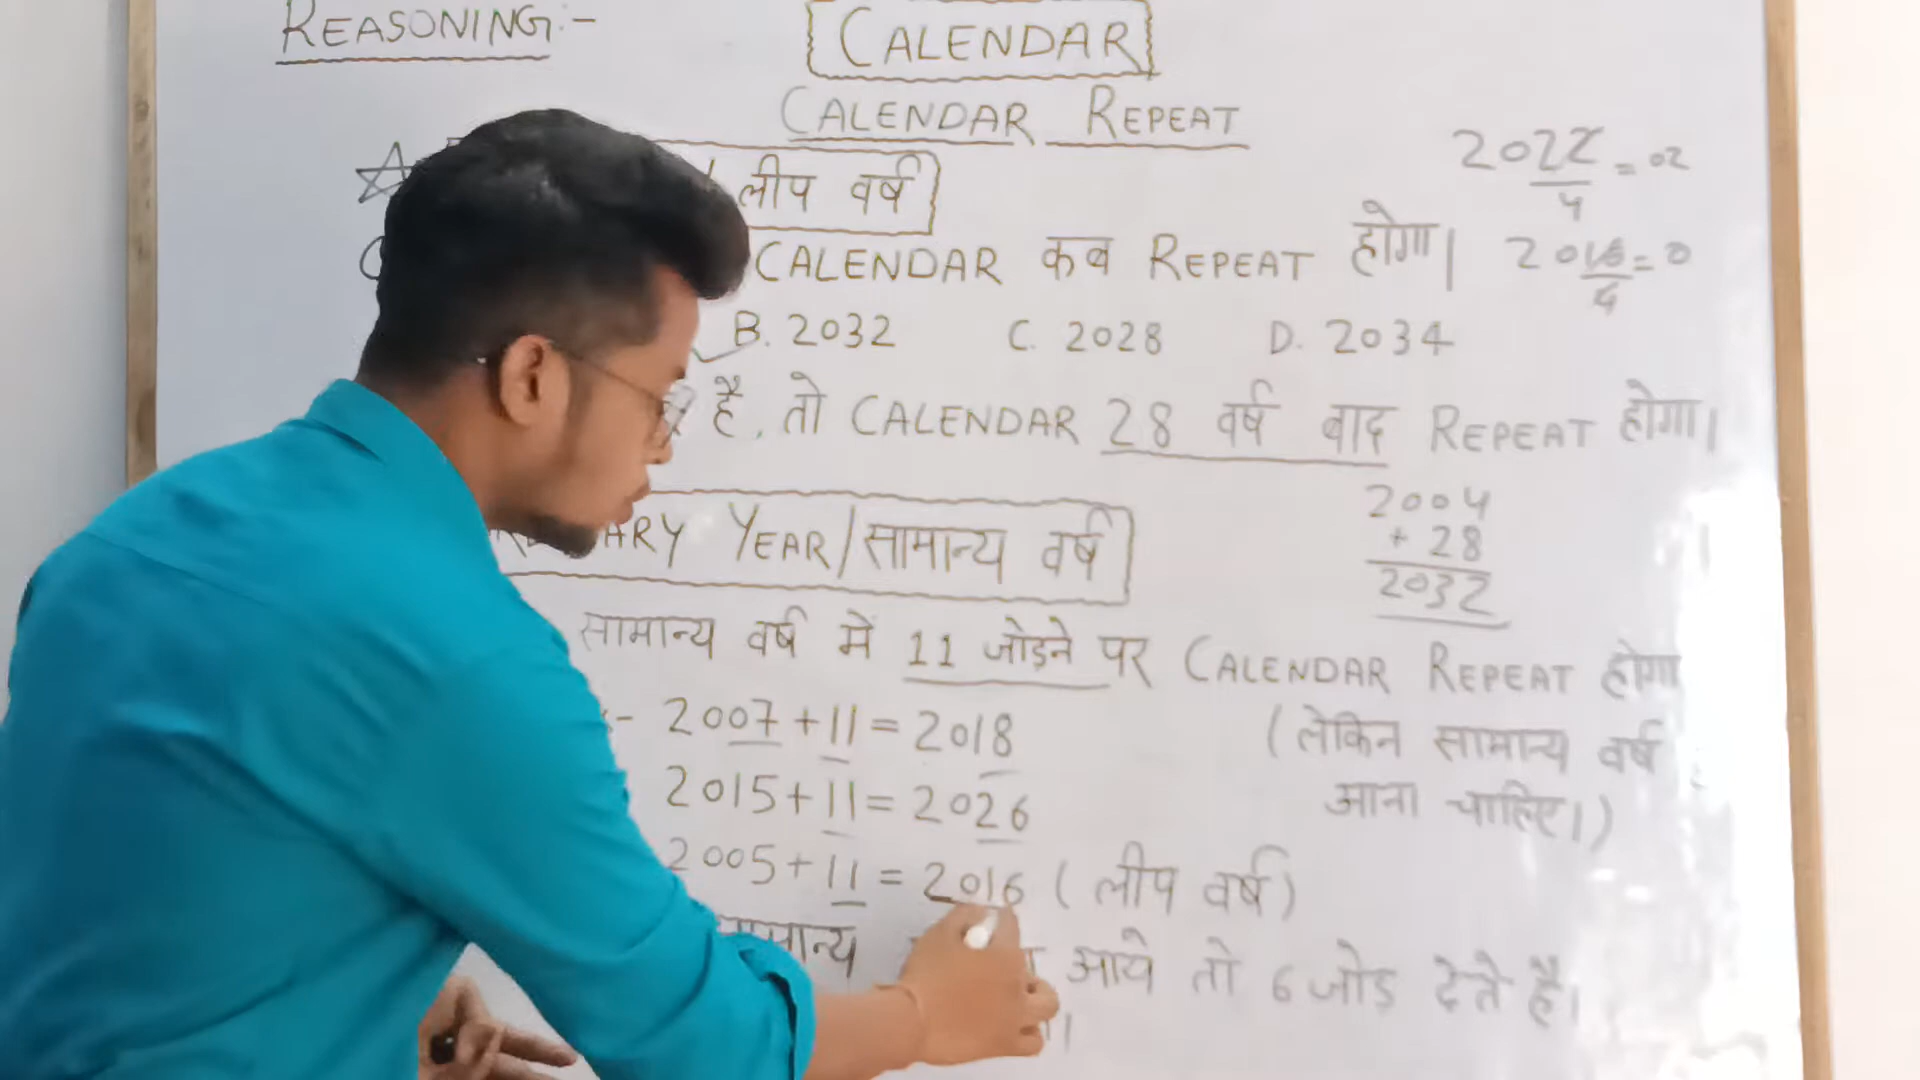 REASONING:-
CALENDAR
CALENDAR REPEAT
2022/4 = 02
/ लीप वर्ष
CALENDAR कब REPEAT होगा।
2016/4 = 0
B. 2032 C. 2028 D. 2034
है, तो CALENDAR 28 वर्ष बाद REPEAT होगा।
2004
+ 28
2032
ARY YEAR/सामान्य वर्ष
सामान्य वर्ष में 11 जोड़ने पर CALENDAR REPEAT होगा
- 2007+11=2018
(लेकिन सामान्य वर्ष
आना चाहिए।)
2015+11=2026
2005+11=2016 (लीप वर्ष)
आये तो 6 जोड़ देते है।